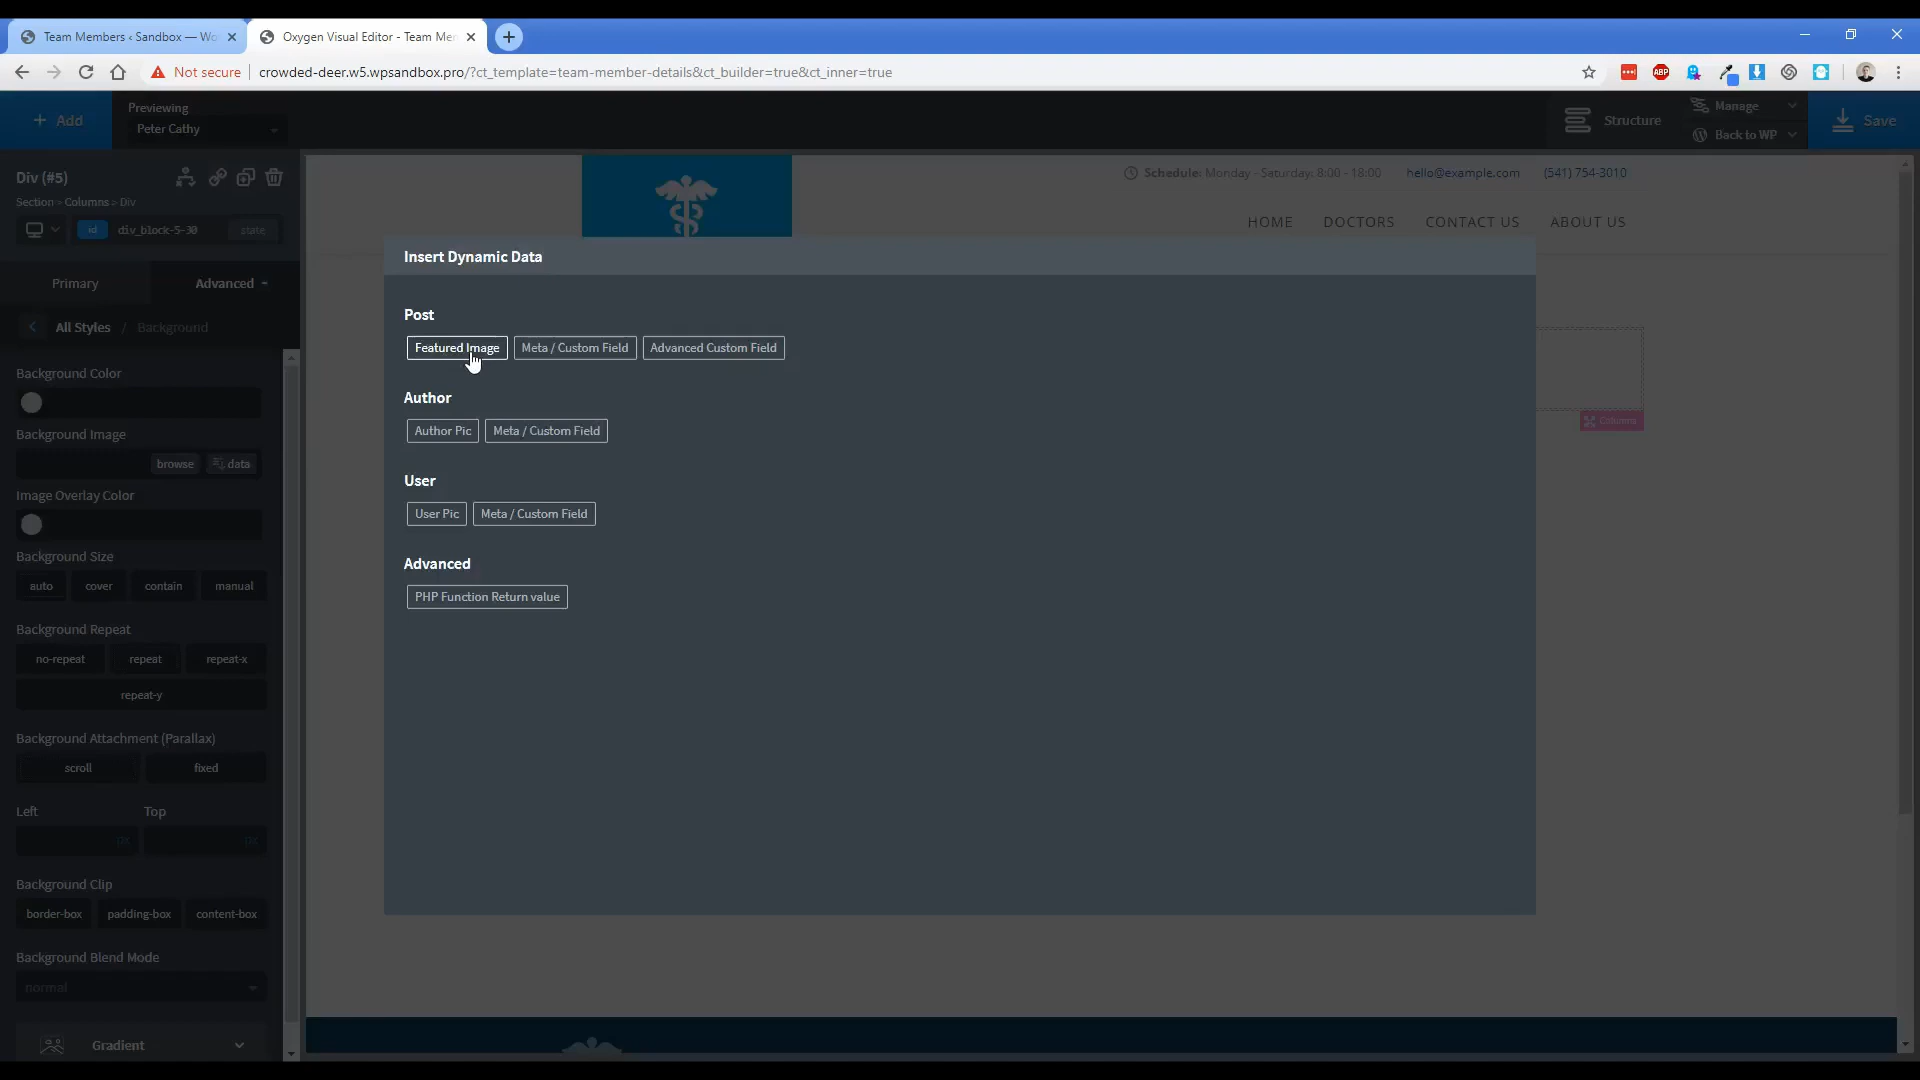 Team Members ‹ Sandbox — Wo
Oxygen Visual Editor - Team Me
Not secure
crowded-deer.w5.wpsandbox.pro/?ct_template=team-member-details&ct_builder=true&ct_inner=true
ABP
+ Add
Previewing
Peter Cathy
Structure
Manage
Back to WP
Save
Div (#5)
Section > Columns > Div
id
div_block-5-30
state
Primary
Advanced
All Styles / Background
Background Color
Background Image
browse
data
Image Overlay Color
Background Size
auto
cover
contain
manual
Background Repeat
no-repeat
repeat
repeat-x
repeat-y
Background Attachment (Parallax)
scroll
fixed
Left
Top
px
px
Background Clip
border-box
padding-box
content-box
Background Blend Mode
normal
Gradient
Schedule: Monday - Saturday: 8:00 - 18:00
hello@example.com
(541) 754-3010
HOME
DOCTORS
CONTACT US
ABOUT US
Insert Dynamic Data
Post
Featured Image
Meta / Custom Field
Advanced Custom Field
Author
Author Pic
Meta / Custom Field
User
User Pic
Meta / Custom Field
Advanced
PHP Function Return value
Columns